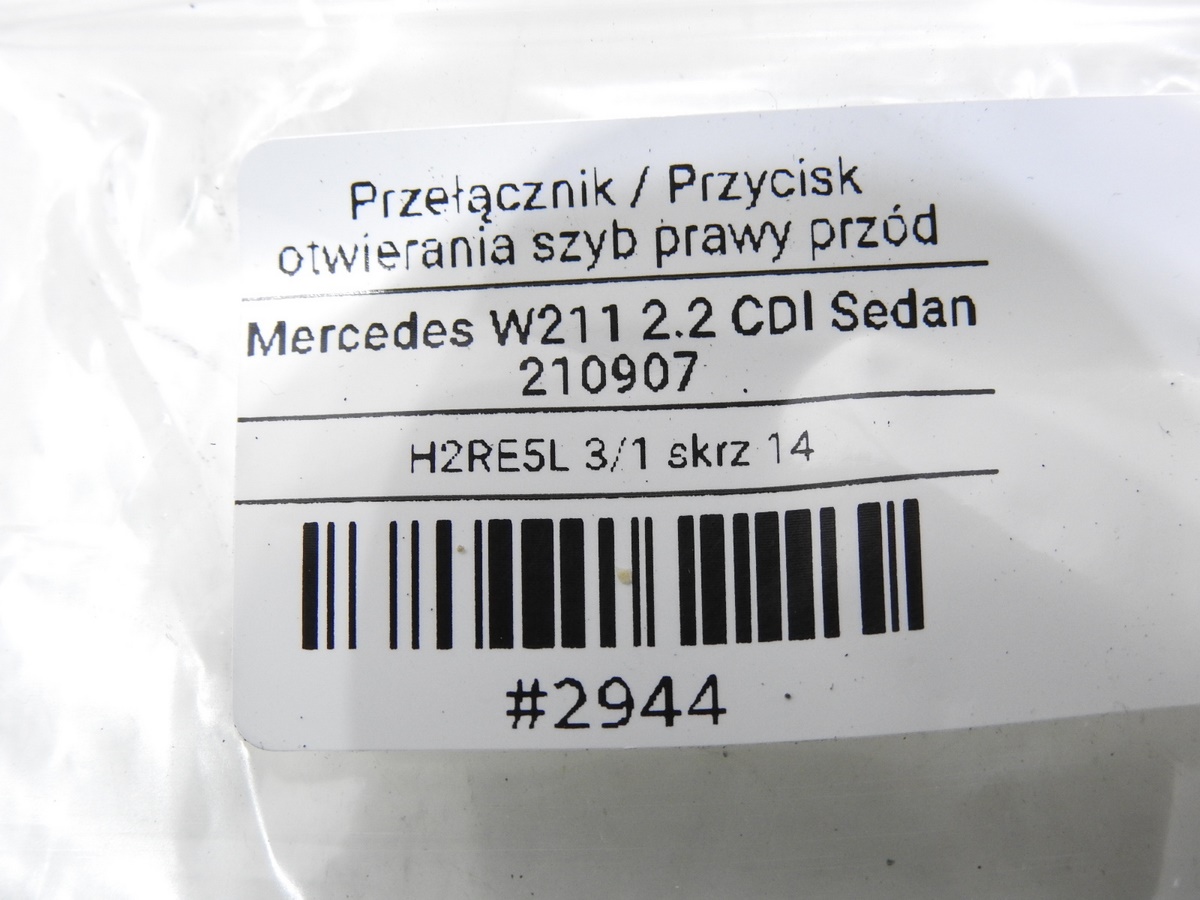 Przełącznik / Przycisk
otwierania szyb prawy przód
Mercedes W211 2.2 CDI Sedan
210907
H2RE5L 3/1 skrz 14
#2944